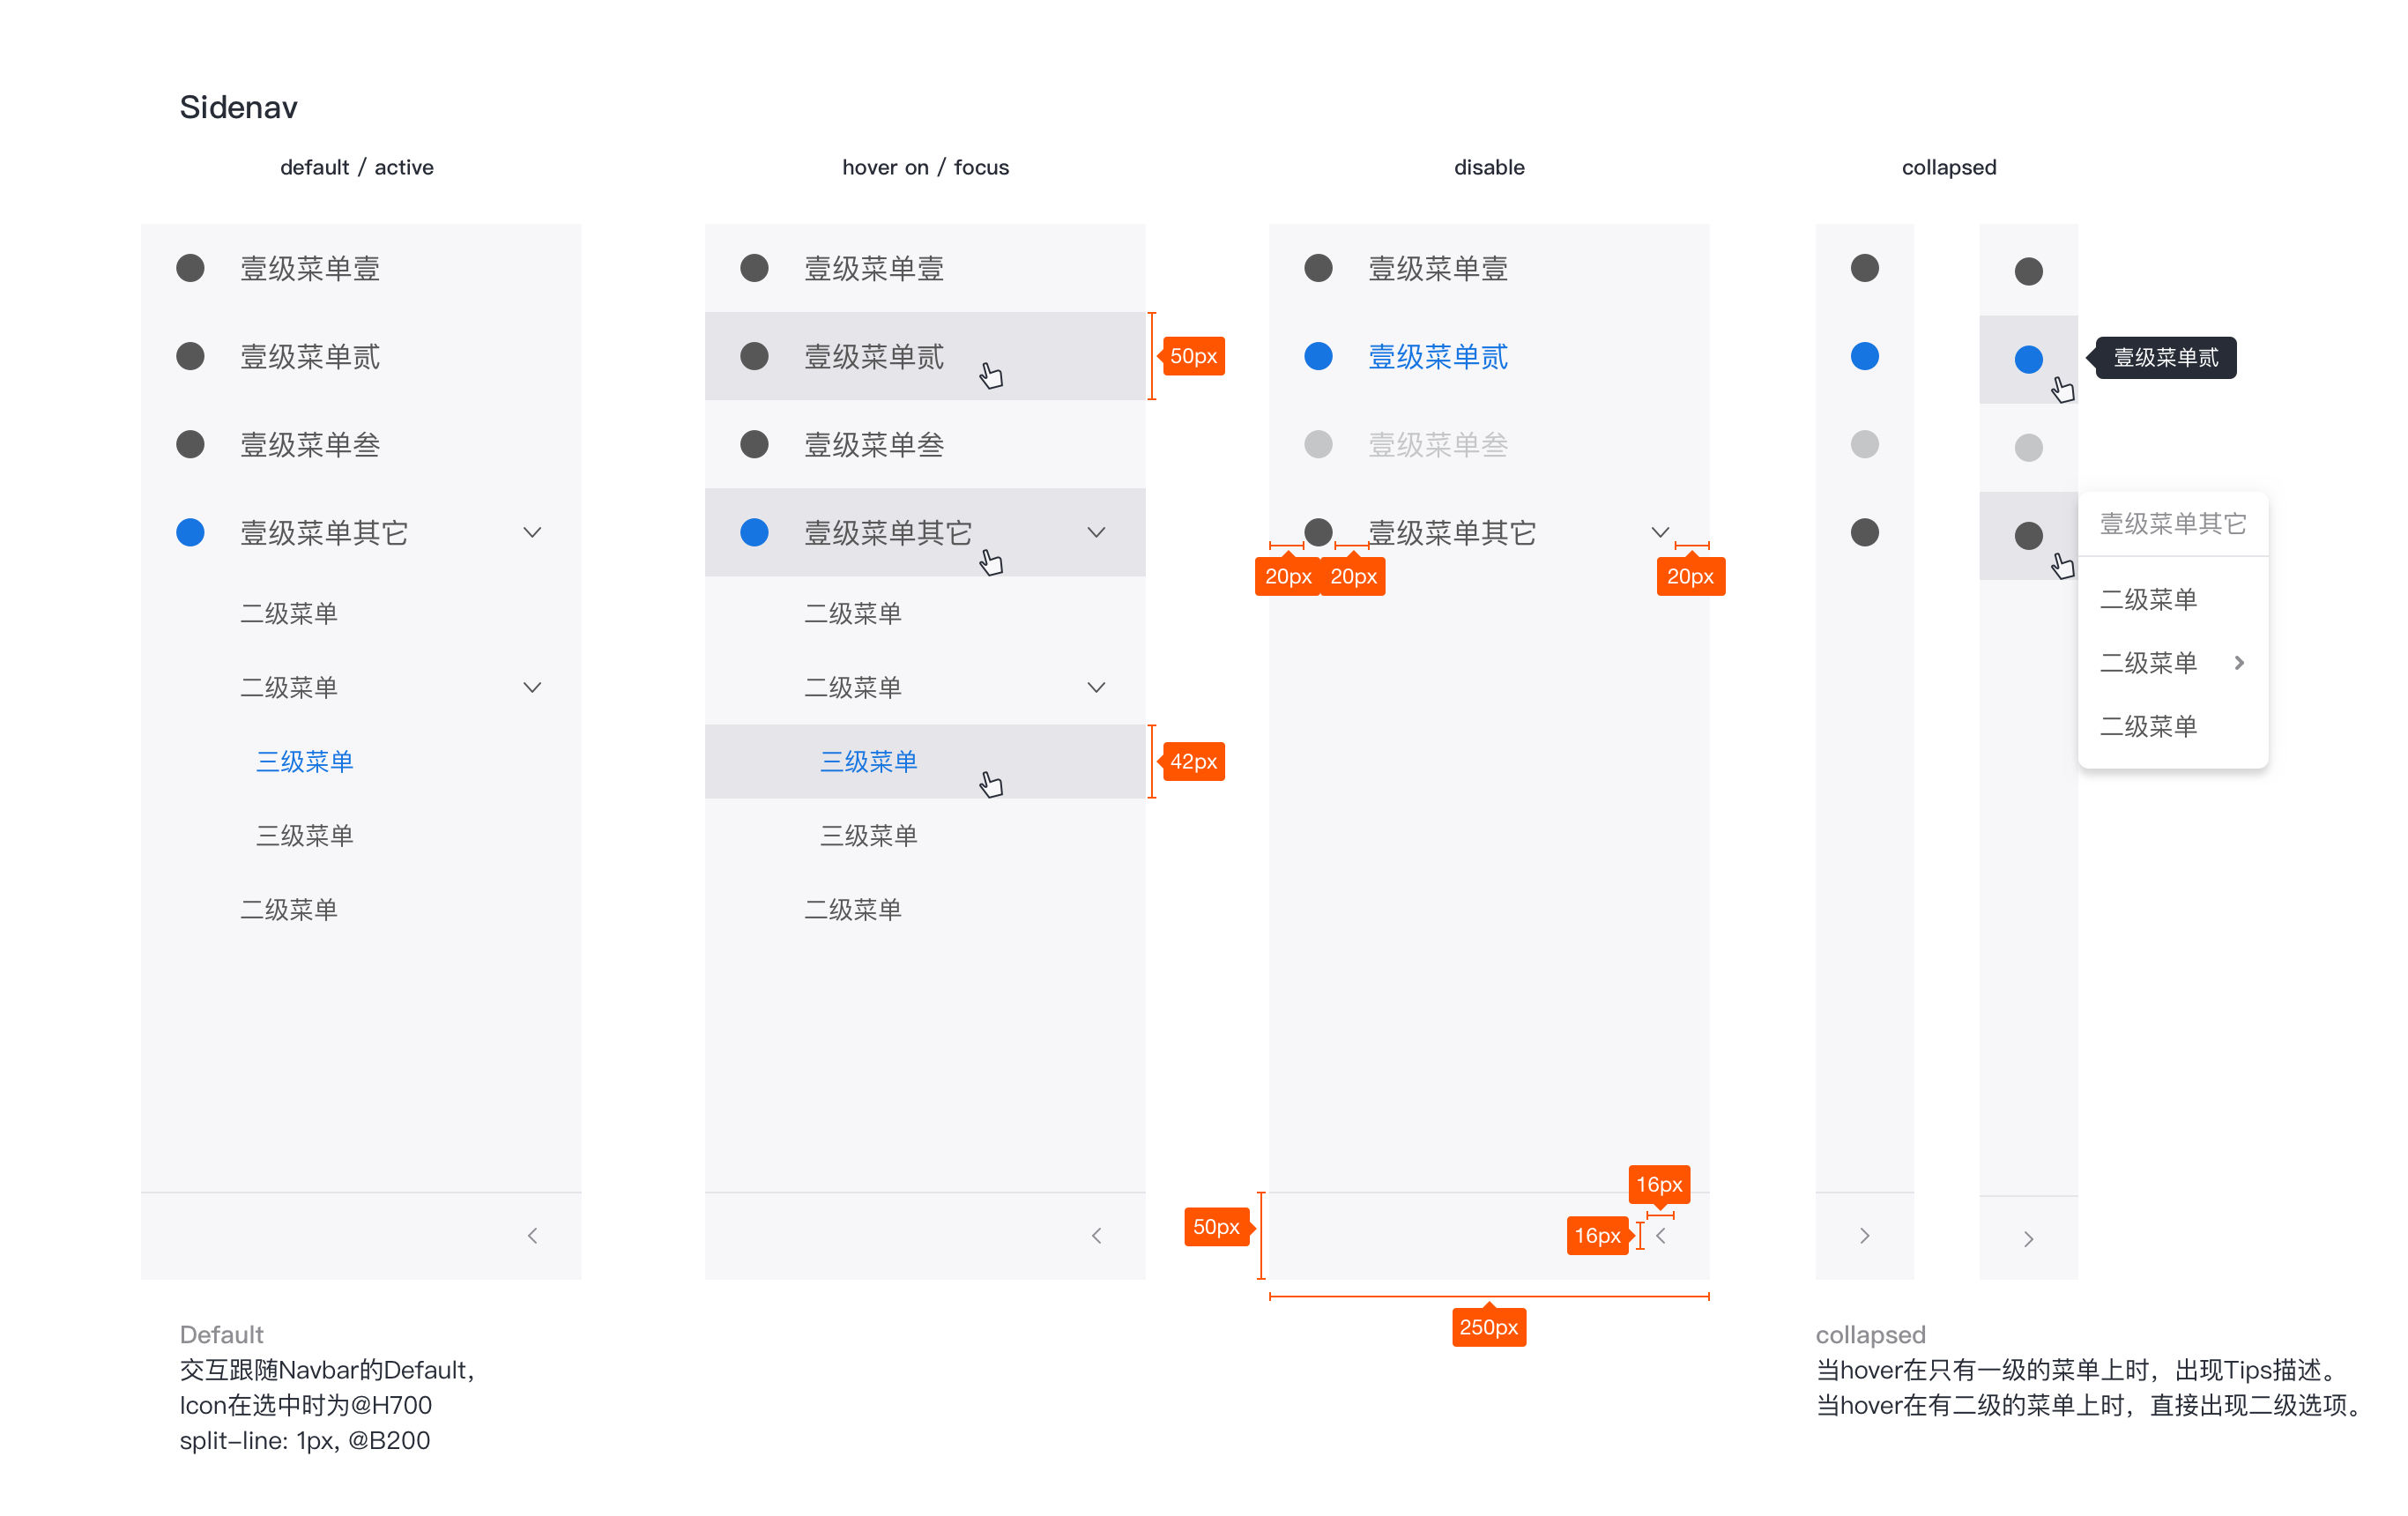 Sidenav
default / active
壹级菜单壹
壹级菜单贰
壹级菜单叁
壹级菜单其它
二级菜单
二级菜单
三级菜单
三级菜单
二级菜单
Default
交互跟随Navbar的Default,
Icon在选中时为@H700
split-line: 1px, @B200
hover on / focus
壹级菜单壹
壹级菜单贰
50px
壹级菜单叁
壹级菜单其它
二级菜单
二级菜单
三级菜单
42px
三级菜单
二级菜单
disable
壹级菜单壹
壹级菜单贰
壹级菜单叁
壹级菜单其它
20px
20px
20px
16px
50px
16px
250px
collapsed
壹级菜单贰
壹级菜单其它
二级菜单
二级菜单
二级菜单
collapsed
当hover在只有一级的菜单上时，出现Tips描述。
当hover在有二级的菜单上时，直接出现二级选项。